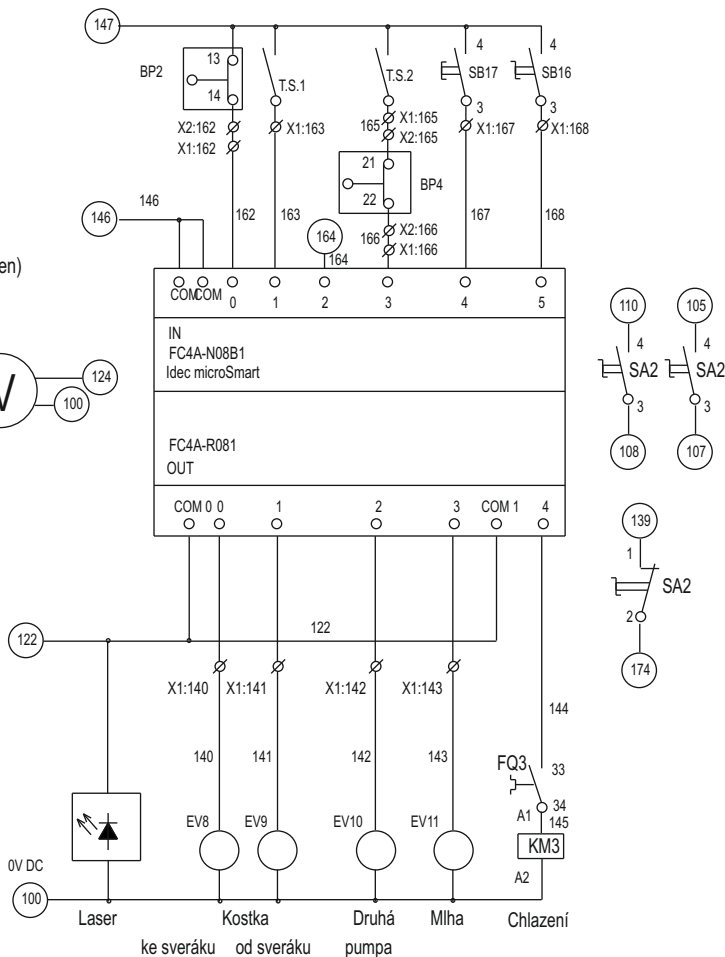 147
4
4
13
BP2
14
T.S.1
T.S.2
SB17
SB16
3
3
X2:162
X1:162
X1:163
165
X1:165
X2:165
X1:167
X1:168
21
22
BP4
146
146
162
163
164
164
166
X2:166
X1:166
167
168
en)
COM COM 0 1 2 3 4 5
IN
FC4A-N08B1
Idec microSmart
FC4A-R081
OUT
COM 0 0 1 2 3 COM 1 4
V
124
100
110
105
4
4
SA2
SA2
3
3
108
107
139
1
SA2
2
174
122
122
X1:140
X1:141
X1:142
X1:143
144
140
141
142
143
FQ3
33
34
A1
145
EV8
EV9
EV10
EV11
KM3
A2
0V DC
100
Laser
Kostka
Druhá
Mlha
Chlazení
ke sveráku
od sveráku
pumpa